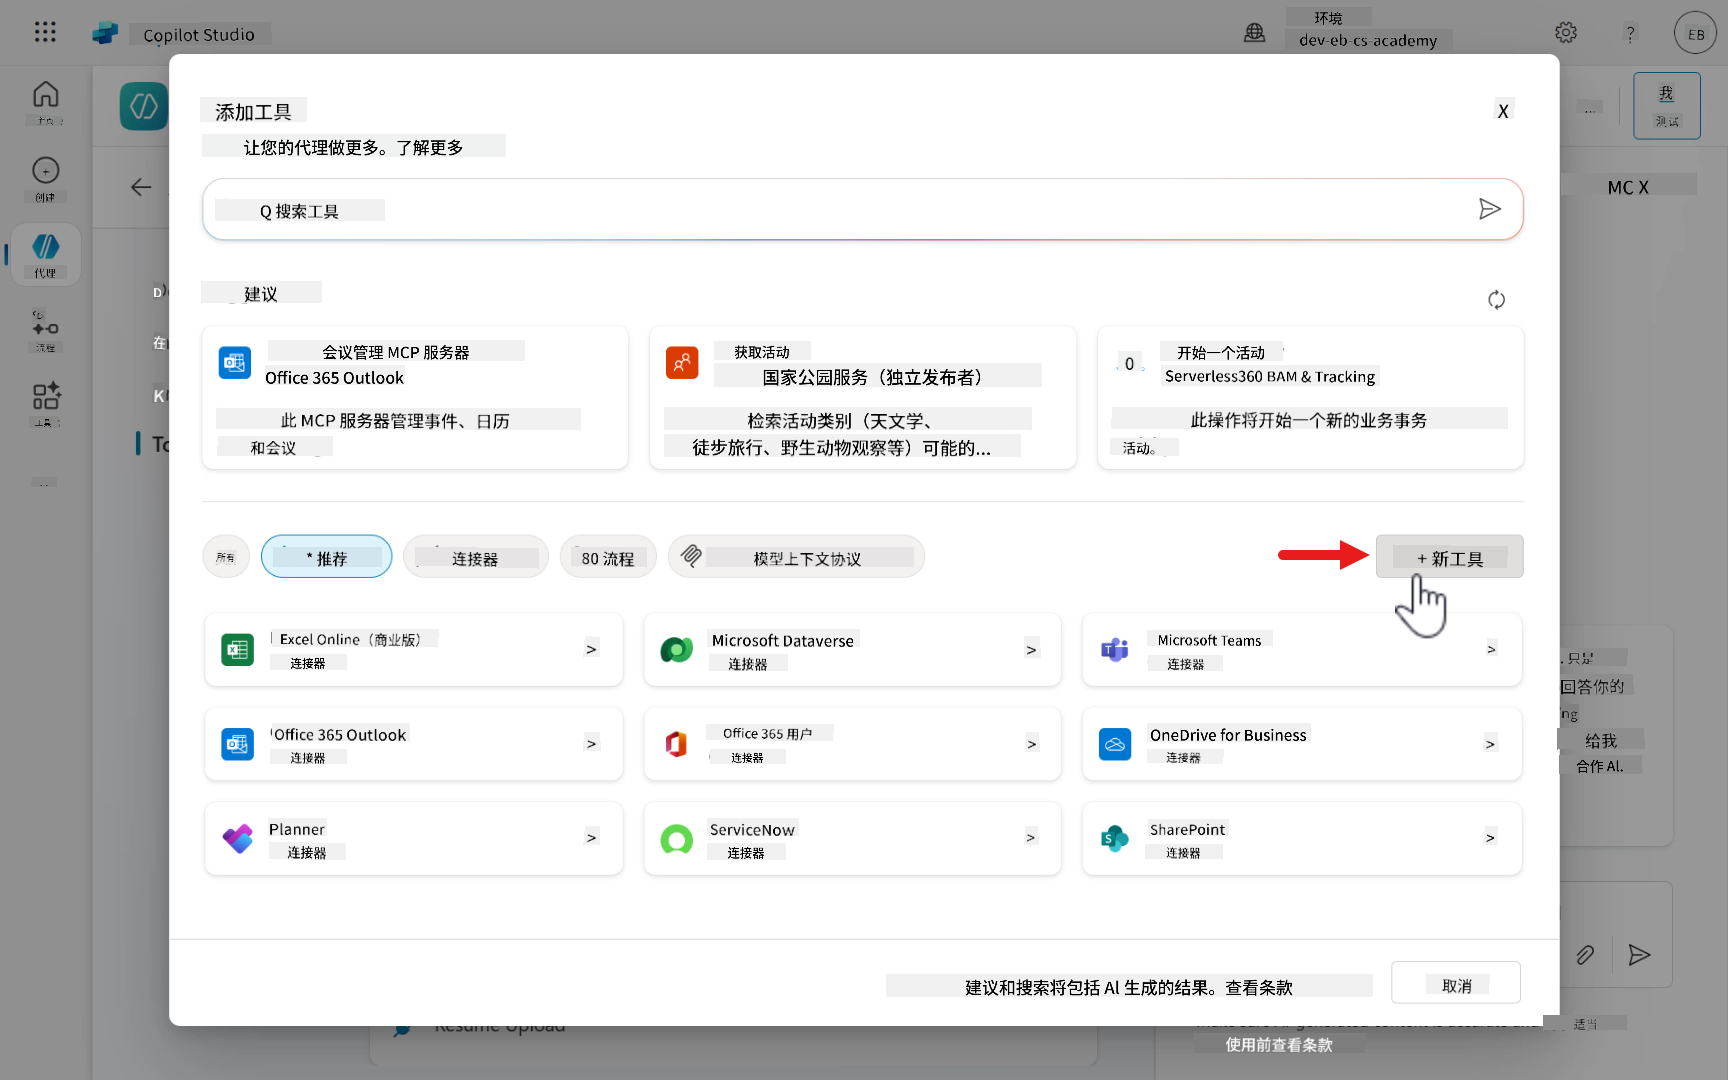 Copilot Studio
环境
dev-eb-cs-academy
?
EB
主页
创建
代理
流程
工具
...
添加工具
X
让您的代理做更多。了解更多
Q 搜索工具
建议
会议管理 MCP 服务器
Office 365 Outlook
此 MCP 服务器管理事件、日历
和会议
获取活动
国家公园服务（独立发布者）
检索活动类别（天文学、
徒步旅行、野生动物观察等）可能的...
0
开始一个活动
Serverless360 BAM & Tracking
此操作将开始一个新的业务事务
活动。
所有
* 推荐
连接器
80 流程
模型上下文协议
+ 新工具
Excel Online（商业版）
连接器
>
Microsoft Dataverse
连接器
>
Microsoft Teams
连接器
>
Office 365 Outlook
连接器
>
Office 365 用户
连接器
>
OneDrive for Business
连接器
>
Planner
连接器
>
ServiceNow
连接器
>
SharePoint
连接器
>
建议和搜索将包括 AI 生成的结果。查看条款
取消
...
我
测试
MC X
D
在
K
To
. 只是
回答你的
ng
给我
合作 AI.
Resume Upload
适当
使用前查看条款